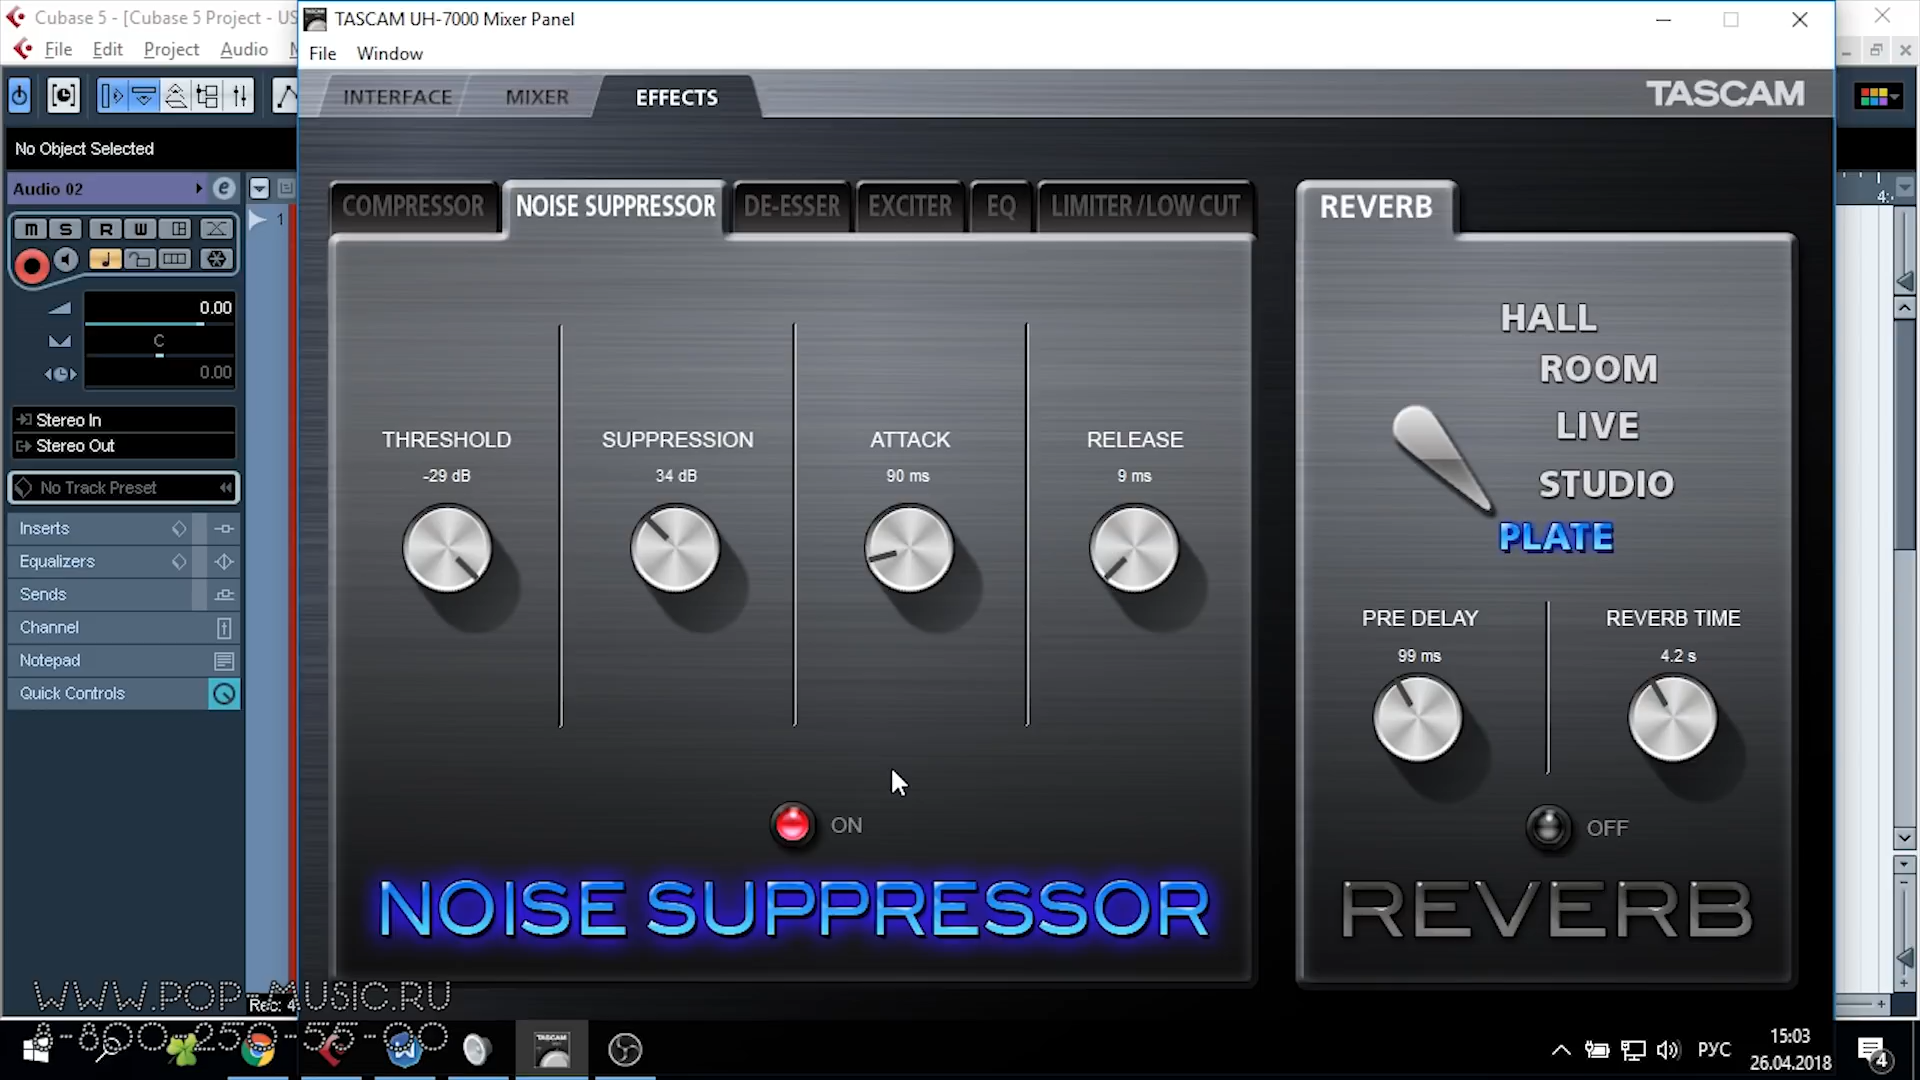 Cubase 5 - [Cubase 5 Project - US
File Edit Project Audio
TASCAM UH-7000 Mixer Panel
File Window
INTERFACE MIXER EFFECTS
TASCAM
No Object Selected
Audio 02
e
1
m S R W
0.00
C
0.00
Stereo In
Stereo Out
No Track Preset
Inserts
Equalizers
Sends
Channel
Notepad
Quick Controls
COMPRESSOR NOISE SUPPRESSOR DE-ESSER EXCITER EQ LIMITER /LOW CUT
THRESHOLD SUPPRESSION ATTACK RELEASE
-29 dB 34 dB 90 ms 9 ms
ON
NOISE SUPPRESSOR
REVERB
HALL
ROOM
LIVE
STUDIO
PLATE
PRE DELAY REVERB TIME
99 ms 4.2 s
OFF
REVERB
WWW.POP-MUSIC.RU
Rec: 4
TASCAM
РУС
15:03
26.04.2018
4